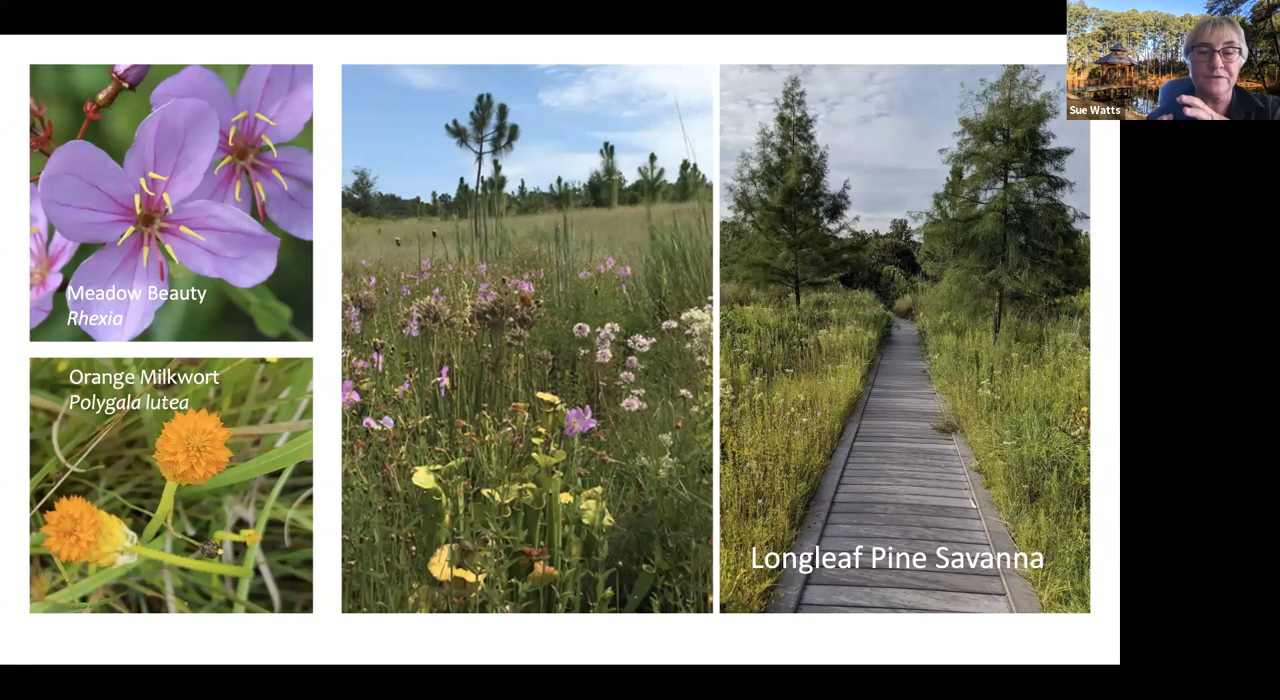 Sue Watts
Meadow Beauty
Rhexia
Orange Milkwort
Polygala lutea
Longleaf Pine Savanna